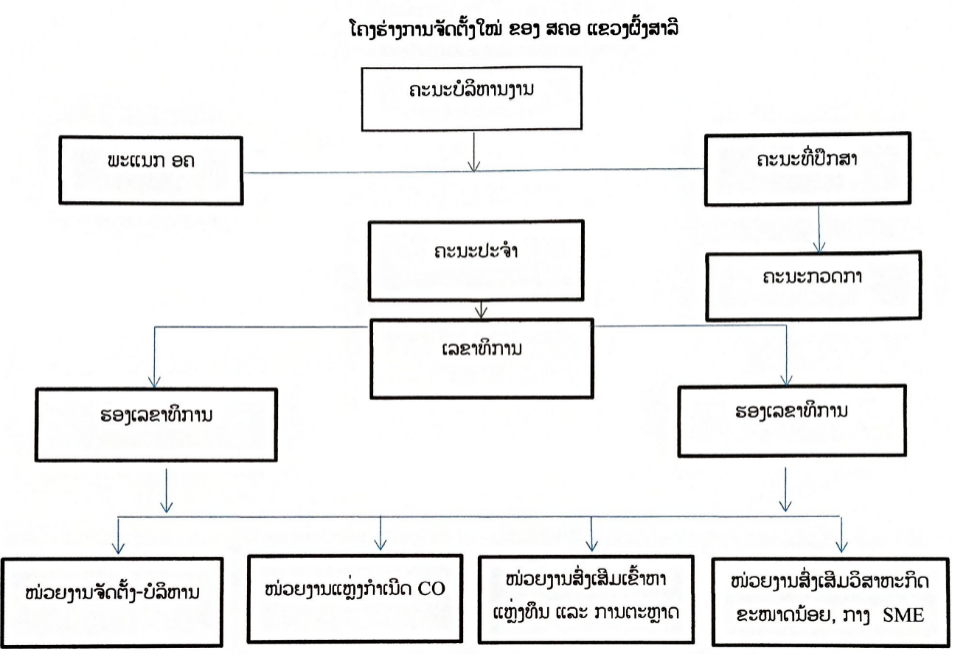 ໂຄງຮ່າງການຈັດຕັ້ງໃໝ່ ຂອງ ສຄອ ແຂວງຜົ້ງສາລີ
ຄະນະບໍລິຫານງານ
ພະແນກ ອຄ
ຄະນະທີ່ປຶກສາ
ຄະນະປະຈຳ
ຄະນະກວດກາ
ເລຂາທິການ
ຮອງເລຂາທິການ
ຮອງເລຂາທິການ
ໜ່ວຍງານຈັດຕັ້ງ-ບໍລິຫານ
ໜ່ວຍງານແຫຼ່ງກຳເນີດ CO
ໜ່ວຍງານສົ່ງເສີມເຂົ້າຫາ
ແຫຼ່ງທຶນ ແລະ ການຕະຫຼາດ
ໜ່ວຍງານສົ່ງເສີມວິສາຫະກິດ
ຂະໜາດນ້ອຍ, ກາງ SME